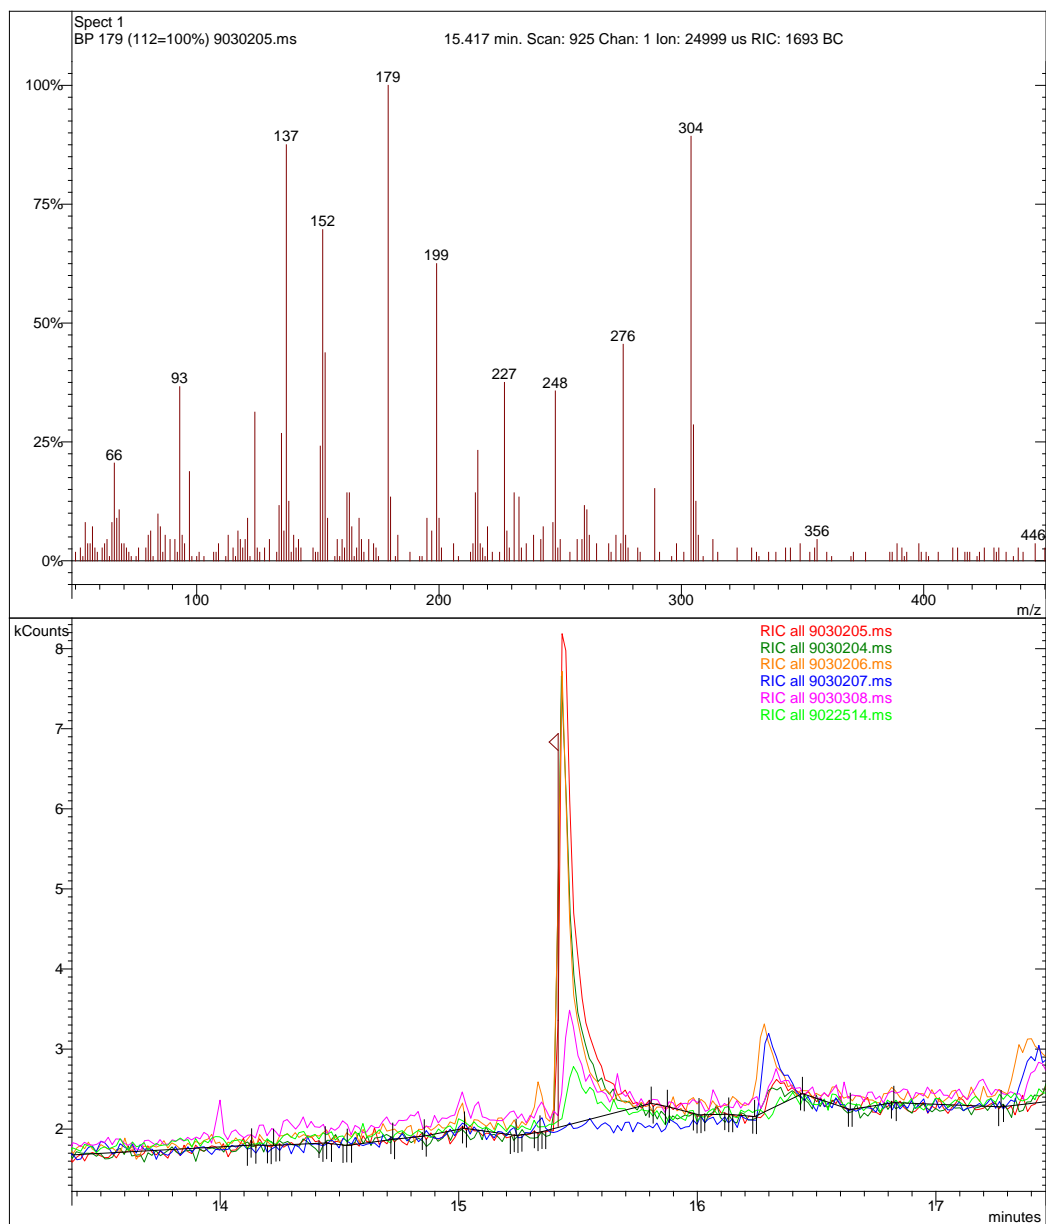 Spect 1
BP 179 (112=100%) 9030205.ms 15.417 min. Scan: 925 Chan: 1 Ion: 24999 us RIC: 1693 BC
100%
75%
50%
25%
0%
66
93
137
152
179
199
227
248
276
304
356
446
100
200
300
400
m/z
kCounts
8
7
6
5
4
3
2
RIC all 9030205.ms
RIC all 9030204.ms
RIC all 9030206.ms
RIC all 9030207.ms
RIC all 9030308.ms
RIC all 9022514.ms
14
15
16
17
minutes